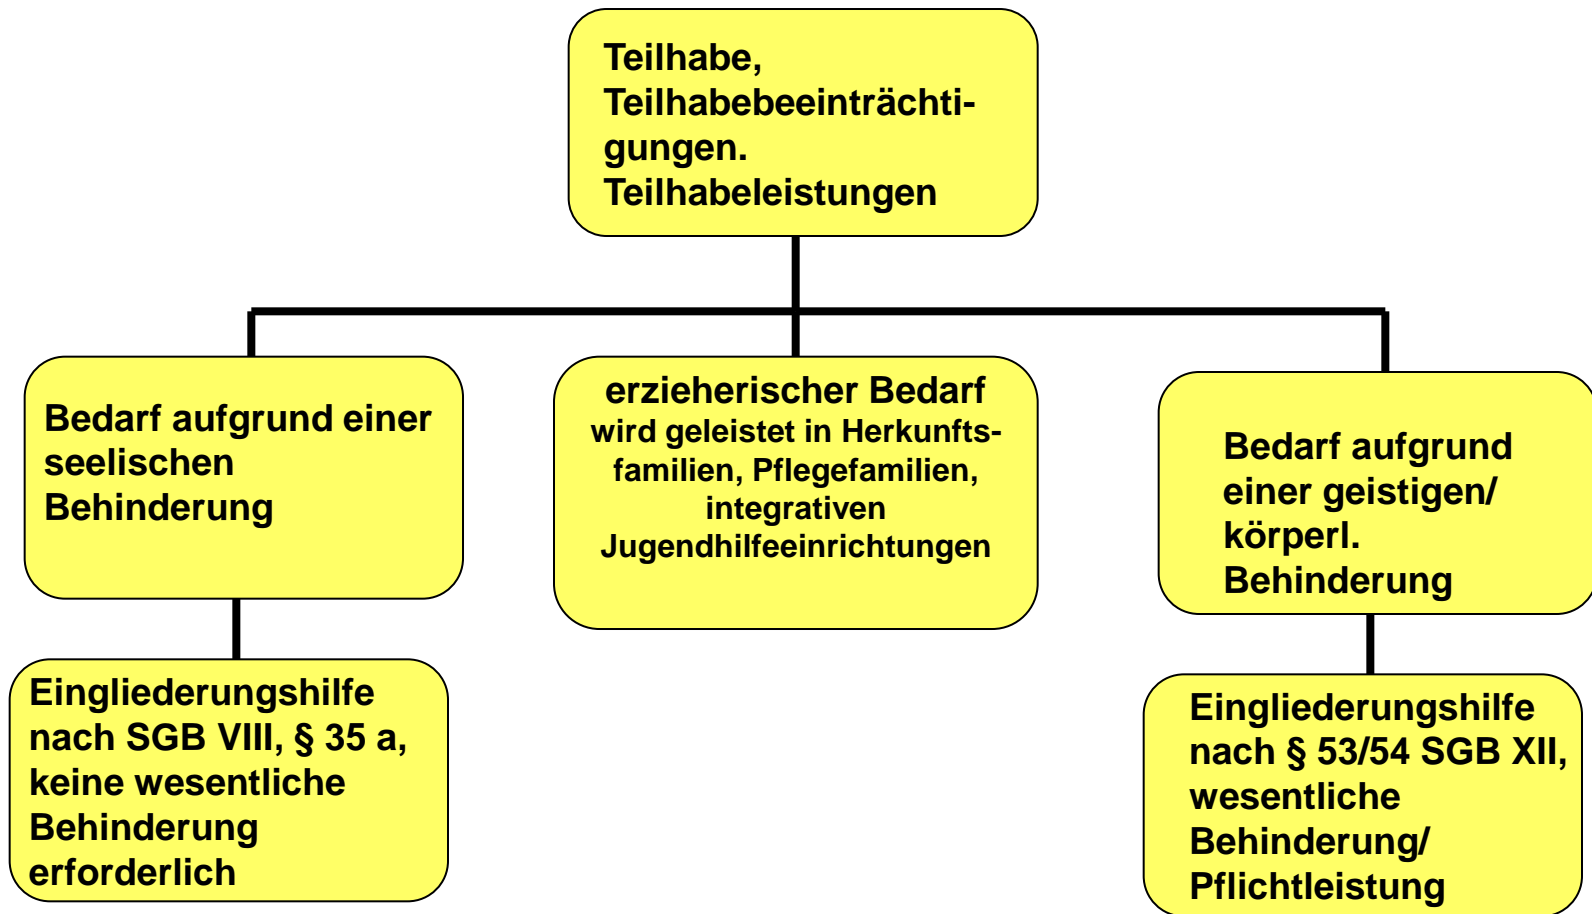 Teilhabe,
Teilhabebeeinträchti-
gungen.
Teilhabeleistungen
Bedarf aufgrund einer
seelischen
Behinderung
erzieherischer Bedarf
wird geleistet in Herkunfts-
familien, Pflegefamilien,
integrativen
Jugendhilfeeinrichtungen
Bedarf aufgrund
einer geistigen/
körperl.
Behinderung
Eingliederungshilfe
nach SGB VIII, § 35 a,
keine wesentliche
Behinderung
erforderlich
Eingliederungshilfe
nach § 53/54 SGB XII,
wesentliche
Behinderung/
Pflichtleistung